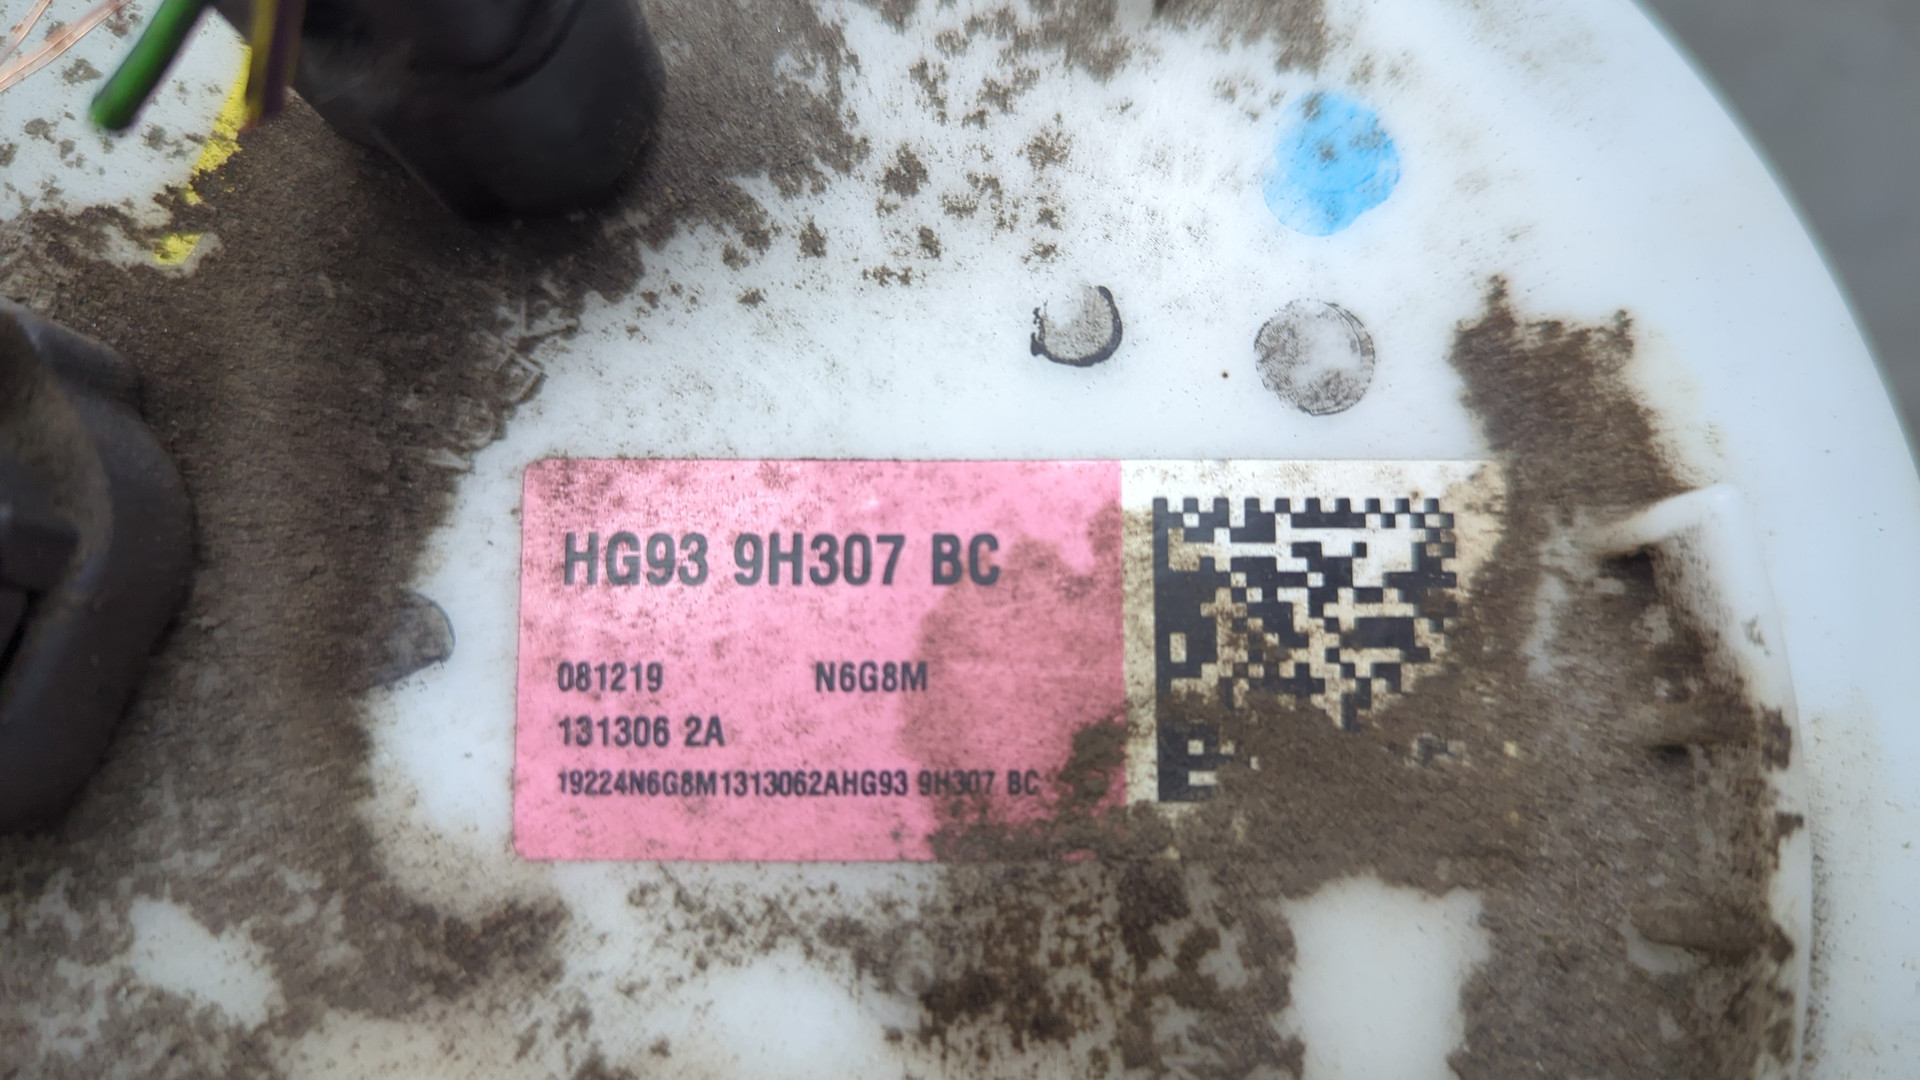 HG93 9H307 BC
081219 N6G8M
131306 2A
19224N6G8M1313062AHG93 9H307 BC